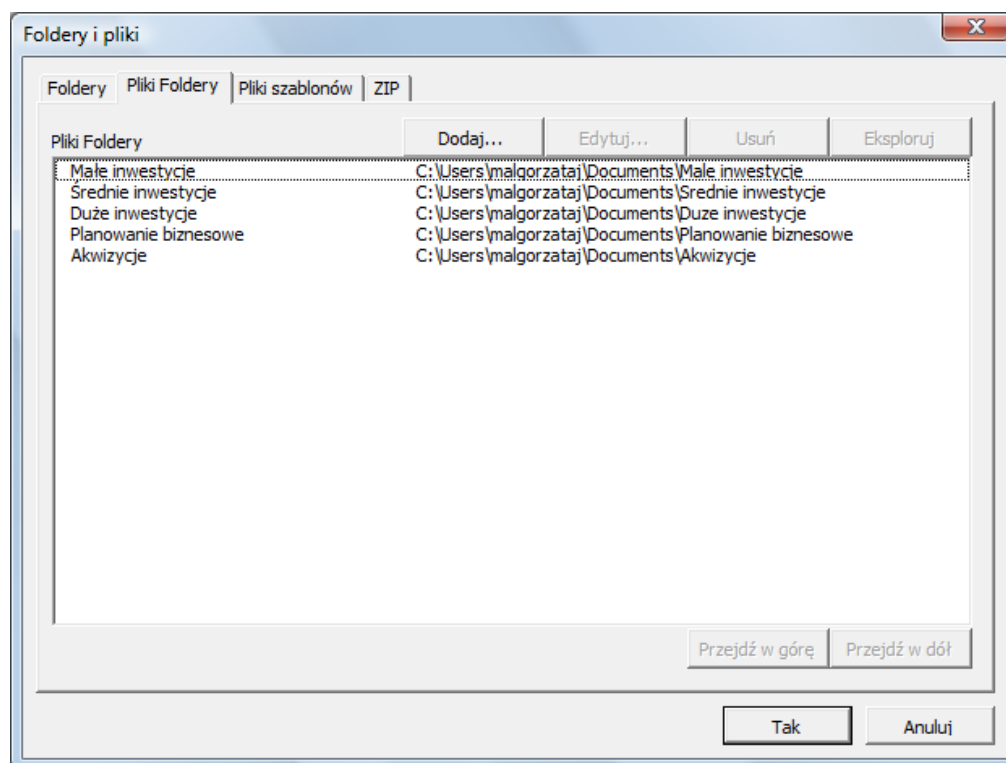 Foldery i pliki
Foldery Pliki Foldery Pliki szablonów ZIP
Pliki Foldery Dodaj... Edytuj... Usuń Eksploruj
Małe inwestycje C:\Users\malgorzataj\Documents\Male inwestycje
Średnie inwestycje C:\Users\malgorzataj\Documents\Srednie inwestycje
Duże inwestycje C:\Users\malgorzataj\Documents\Duze inwestycje
Planowanie biznesowe C:\Users\malgorzataj\Documents\Planowanie biznesowe
Akwizycje C:\Users\malgorzataj\Documents\Akwizycje
Przejdź w górę Przejdź w dół
Tak Anuluj